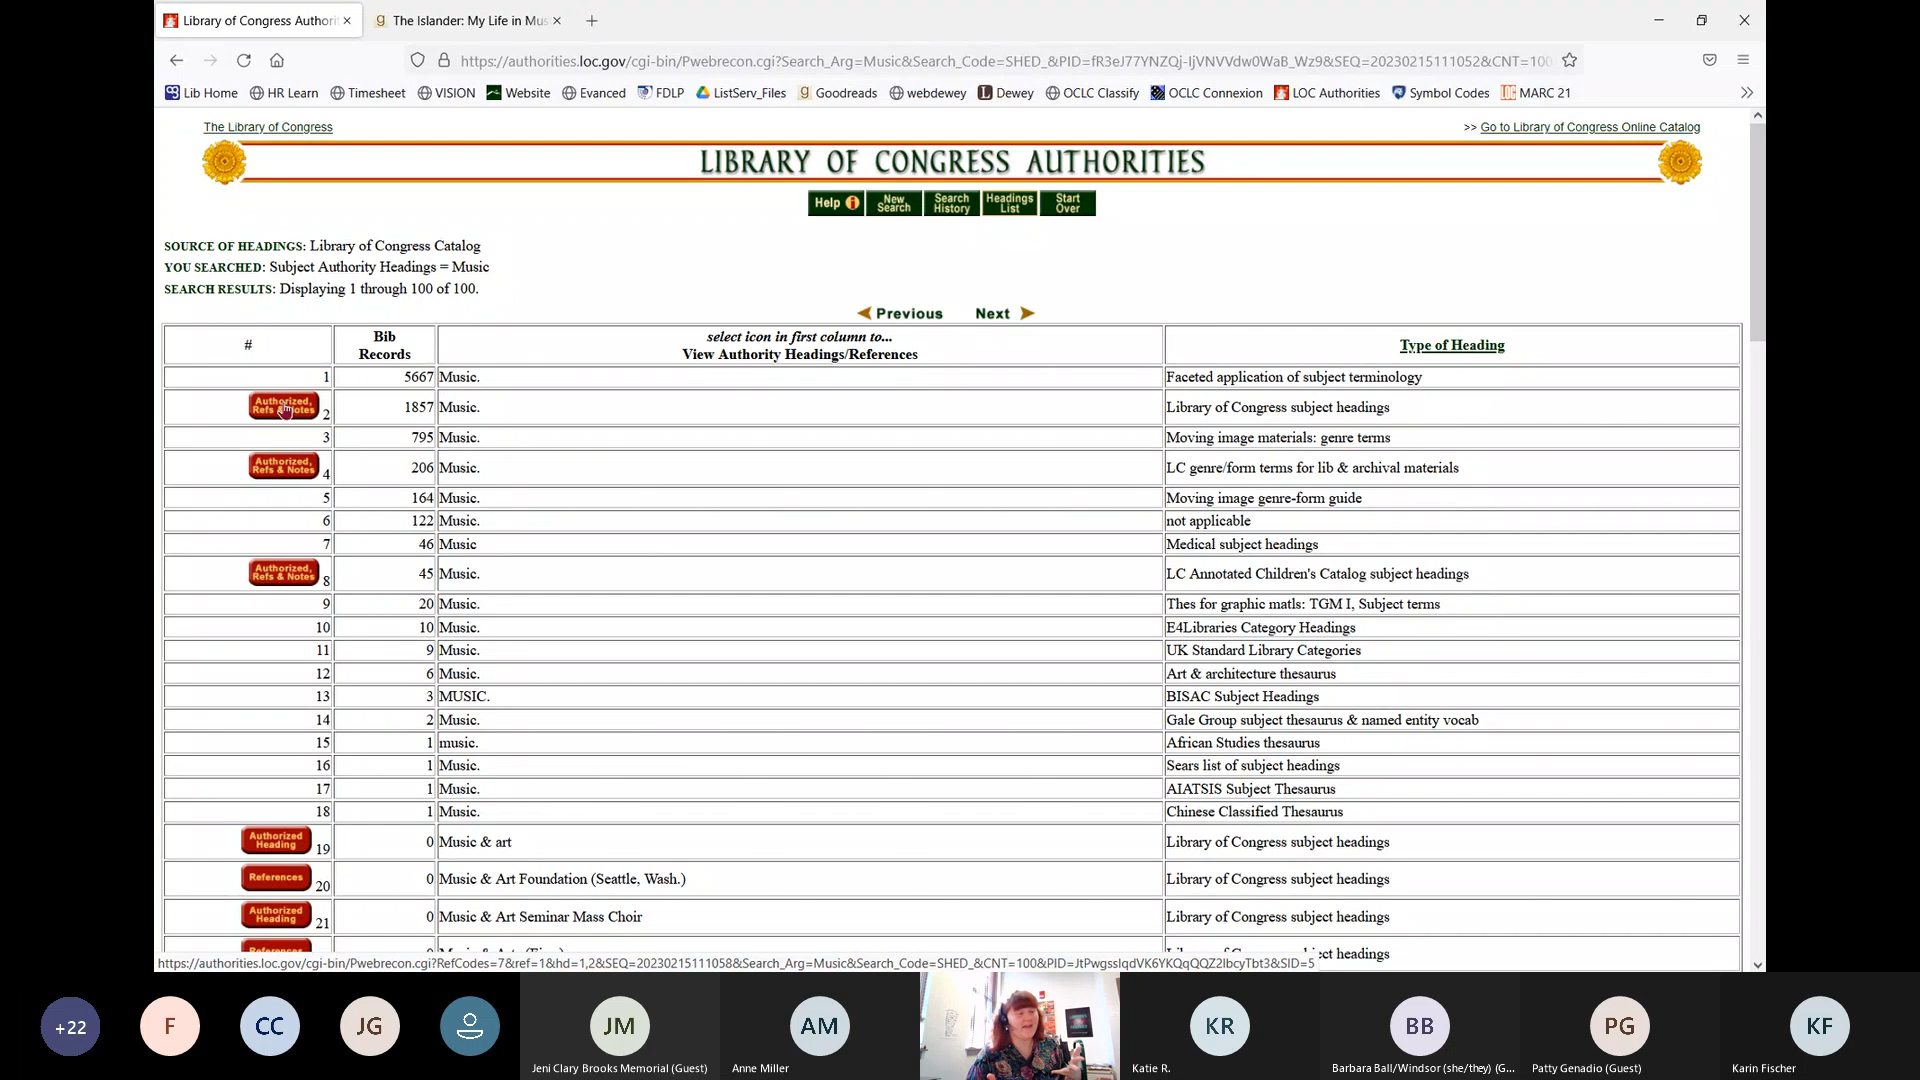 Library of Congress Authori
The Islander: My Life in Mus
https://authorities.loc.gov/cgi-bin/Pwebrecon.cgi?Search_Arg=Music&Search_Code=SHED_&PID=fR3eJ77YNZQj-IjVNVVdw0WaB_Wz9&SEQ=20230215111052&CNT=100
Lib Home HR Learn Timesheet VISION Website Evanced FDLP ListServ_Files Goodreads webdewey Dewey OCLC Classify OCLC Connexion LOC Authorities Symbol Codes MARC 21
The Library of Congress >> Go to Library of Congress Online Catalog
LIBRARY OF CONGRESS AUTHORITIES
Help New Search Search History Headings List Start Over
SOURCE OF HEADINGS: Library of Congress Catalog
YOU SEARCHED: Subject Authority Headings = Music
SEARCH RESULTS: Displaying 1 through 100 of 100.
Previous Next
# Bib Records select icon in first column to... View Authority Headings/References Type of Heading
1 5667 Music. Faceted application of subject terminology
Authorized, Refs & Notes 2 1857 Music. Library of Congress subject headings
3 795 Music. Moving image materials: genre terms
Authorized, Refs & Notes 4 206 Music. LC genre/form terms for lib & archival materials
5 164 Music. Moving image genre-form guide
6 122 Music. not applicable
7 46 Music Medical subject headings
Authorized, Refs & Notes 8 45 Music. LC Annotated Children's Catalog subject headings
9 20 Music. Thes for graphic matls: TGM I, Subject terms
10 10 Music. E4Libraries Category Headings
11 9 Music. UK Standard Library Categories
12 6 Music. Art & architecture thesaurus
13 3 MUSIC. BISAC Subject Headings
14 2 Music. Gale Group subject thesaurus & named entity vocab
15 1 music. African Studies thesaurus
16 1 Music. Sears list of subject headings
17 1 Music. AIATSIS Subject Thesaurus
18 1 Music. Chinese Classified Thesaurus
Authorized Heading 19 0 Music & art Library of Congress subject headings
References 20 0 Music & Art Foundation (Seattle, Wash.) Library of Congress subject headings
Authorized Heading 21 0 Music & Art Seminar Mass Choir Library of Congress subject headings
References
https://authorities.loc.gov/cgi-bin/Pwebrecon.cgi?RefCodes=7&ref=1&hd=1,2&SEQ=20230215111058&Search_Arg=Music&Search_Code=SHED_&CNT=100&PID=JtPwgssIqdVK6YKQqQQZ2IbcyTbt3&SID=5
+22 F CC JG JM AM KR BB PG KF
Jeni Clary Brooks Memorial (Guest) Anne Miller Katie R. Barbara Ball/Windsor (she/they) (G... Patty Genadio (Guest) Karin Fischer